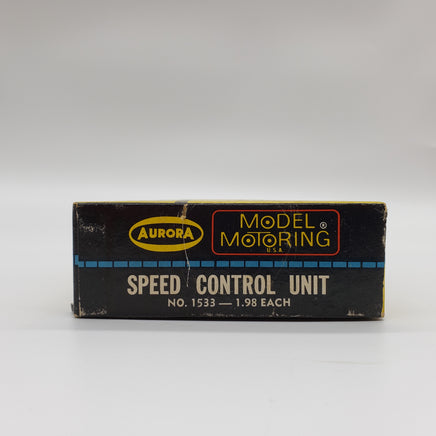 AURORA
MODEL
MOTORING®
U.S.A.
SPEED CONTROL UNIT
NO. 1533 — 1.98 EACH